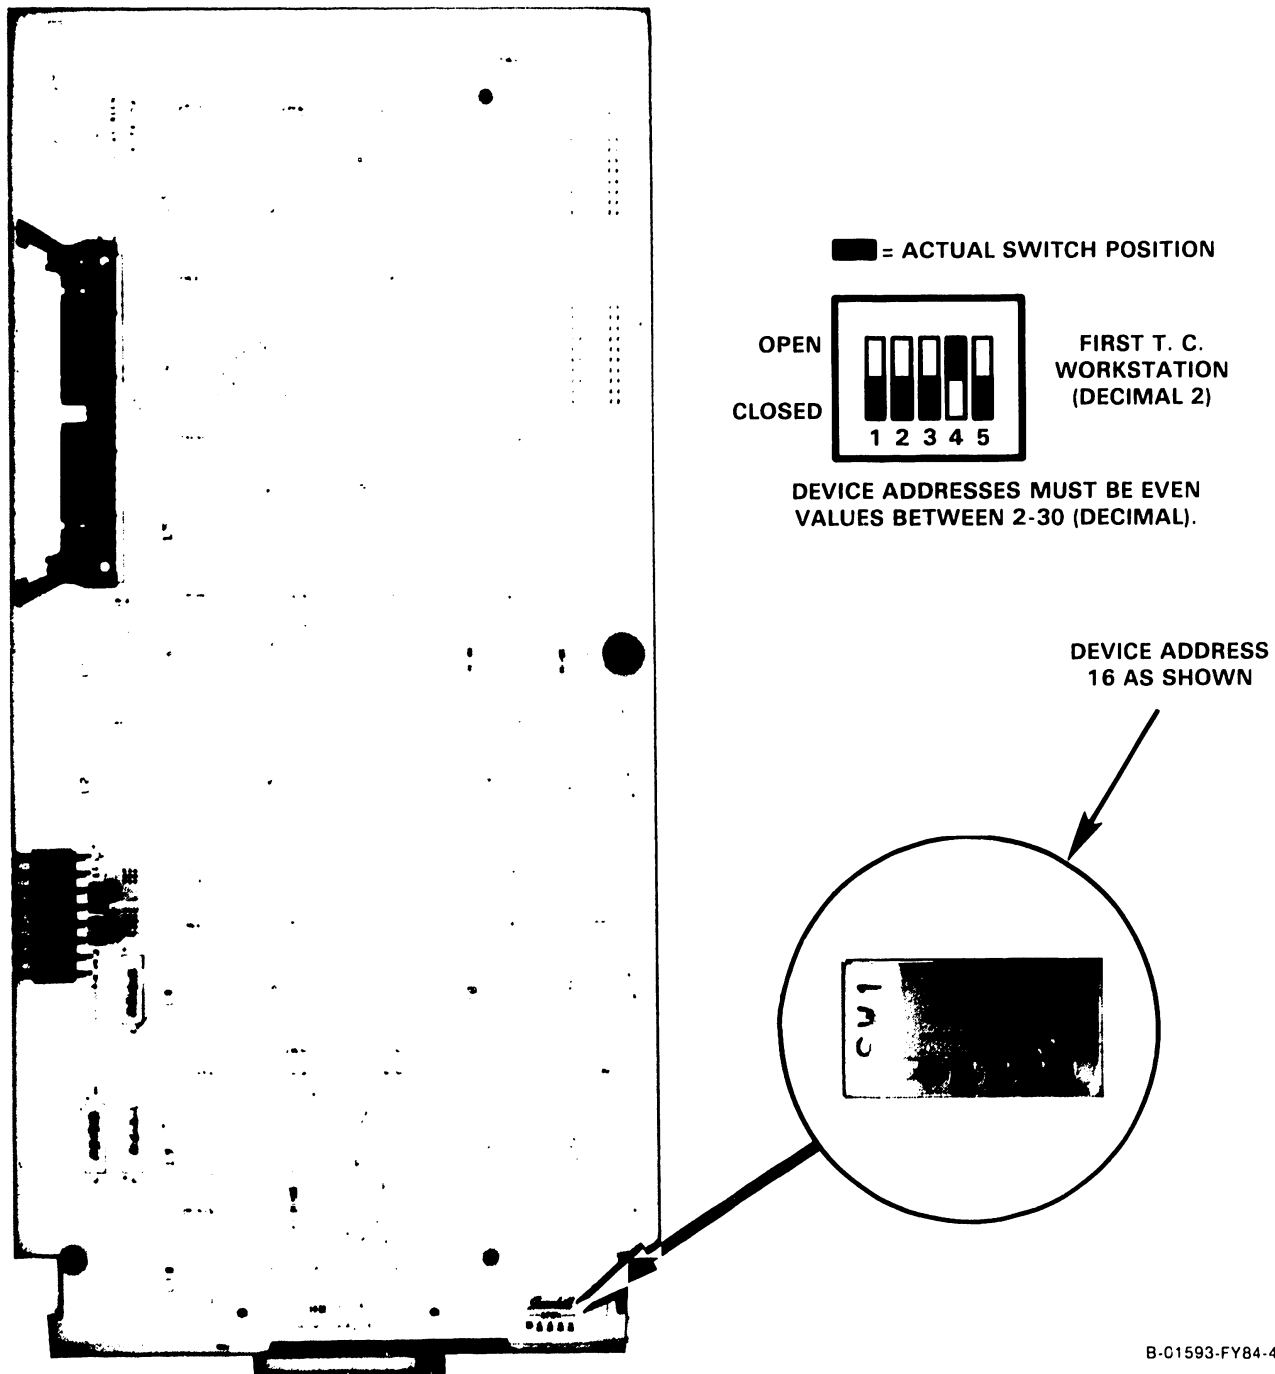 = ACTUAL SWITCH POSITION
OPEN
CLOSED
1 2 3 4 5
FIRST T. C.
WORKSTATION
(DECIMAL 2)
DEVICE ADDRESSES MUST BE EVEN
VALUES BETWEEN 2-30 (DECIMAL).
DEVICE ADDRESS
16 AS SHOWN
CW1
B-01593-FY84-4